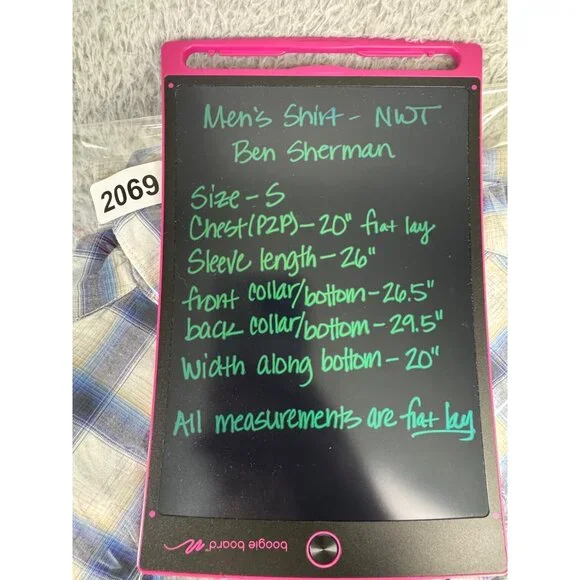 Men's Shirt - NWT
Ben Sherman
2069
Size - S
Chest (P2P) - 20" flat lay
Sleeve length - 26"
front collar/bottom - 26.5"
back collar/bottom - 29.5"
Width along bottom - 20"
All measurements are flat lay
boogie board™